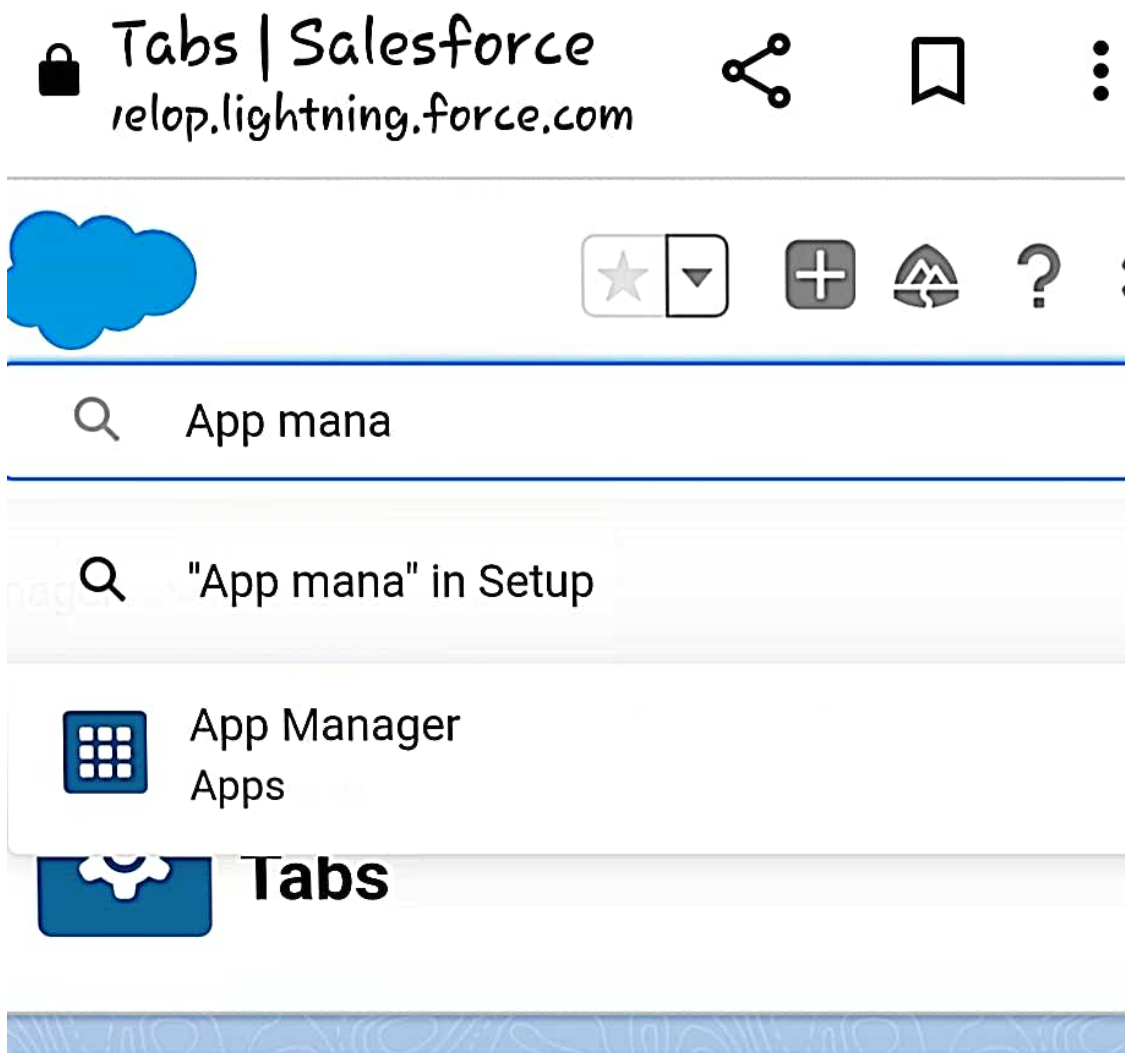 Tabs | Salesforce
elop.lightning.force.com
App mana
"App mana" in Setup
App Manager
Apps
Tabs